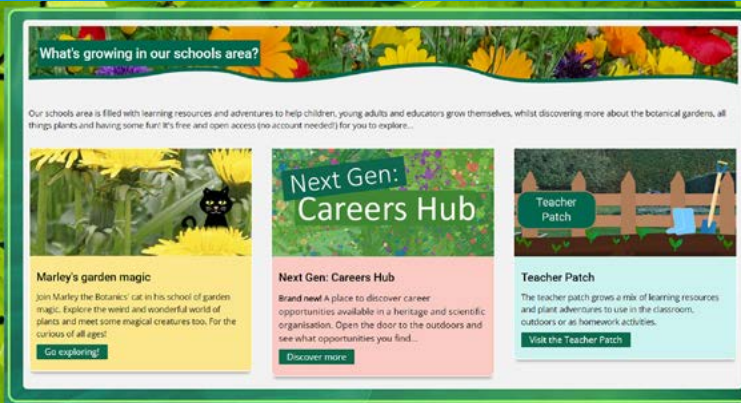 What's growing in our schools area?
Our schools area is filled with learning resources and adventures to help children, young adults and educators grow themselves, whilst discovering more about the botanical gardens, all
things plants and having some fun! It's free and open access (no account needed!) for you to explore...
Next Gen:
Careers Hub
Teacher
Patch
Marley's garden magic
Join Marley the Botanics' cat in his school of garden
magic. Explore the weird and wonderful world of
plants and meet some magical creatures too. For the
curious of all ages!
Go exploring!
Next Gen: Careers Hub
Brand new! A place to discover career
opportunities available in a heritage and scientific
organisation. Open the door to the outdoors and
see what opportunities you find...
Discover more
Teacher Patch
The teacher patch grows a mix of learning resources
and plant adventures to use in the classroom,
outdoors or as homework activities.
Visit the Teacher Patch